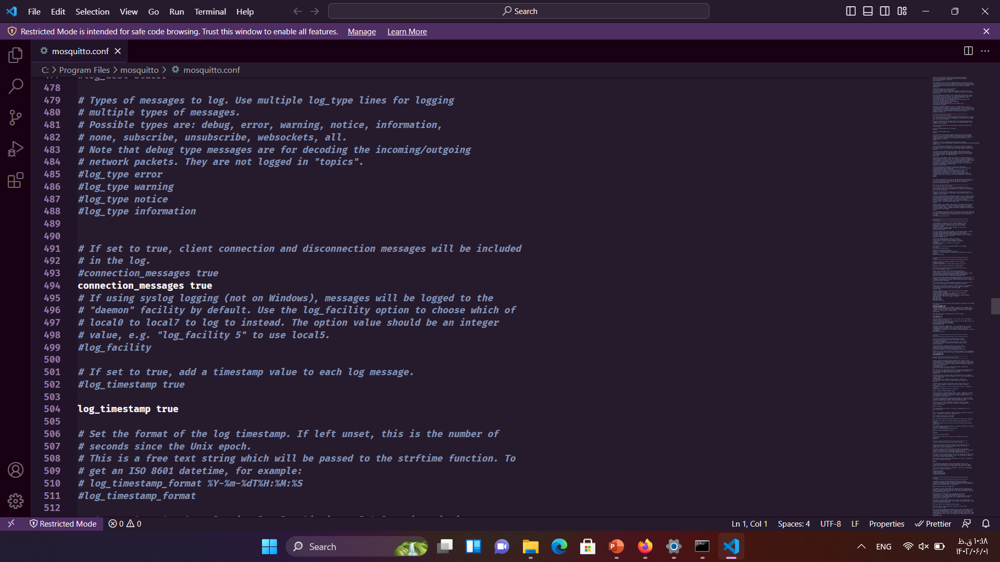 File Edit Selection View Go Run Terminal Help
Search
Restricted Mode is intended for safe code browsing. Trust this window to enable all features. Manage Learn More
mosquitto.conf
C: > Program Files > mosquitto > mosquitto.conf
478
479 # Types of messages to log. Use multiple log_type lines for logging
480 # multiple types of messages.
481 # Possible types are: debug, error, warning, notice, information,
482 # none, subscribe, unsubscribe, websockets, all.
483 # Note that debug type messages are for decoding the incoming/outgoing
484 # network packets. They are not logged in "topics".
485 #log_type error
486 #log_type warning
487 #log_type notice
488 #log_type information
489
490
491 # If set to true, client connection and disconnection messages will be included
492 # in the log.
493 #connection_messages true
494 connection_messages true
495 # If using syslog logging (not on Windows), messages will be logged to the
496 # "daemon" facility by default. Use the log_facility option to choose which of
497 # local0 to local7 to log to instead. The option value should be an integer
498 # value, e.g. "log_facility 5" to use local5.
499 #log_facility
500
501 # If set to true, add a timestamp value to each log message.
502 #log_timestamp true
503
504 log_timestamp true
505
506 # Set the format of the log timestamp. If left unset, this is the number of
507 # seconds since the Unix epoch.
508 # This is a free text string which will be passed to the strftime function. To
509 # get an ISO 8601 datetime, for example:
510 # log_timestamp_format %Y-%m-%dT%H:%M:%S
511 #log_timestamp_format
512
Restricted Mode 0 0 Ln 1, Col 1 Spaces: 4 UTF-8 LF Properties Prettier
Search
ENG
۱۰:۱۸ ق.ظ
۱۴۰۲/۰۶/۰۱